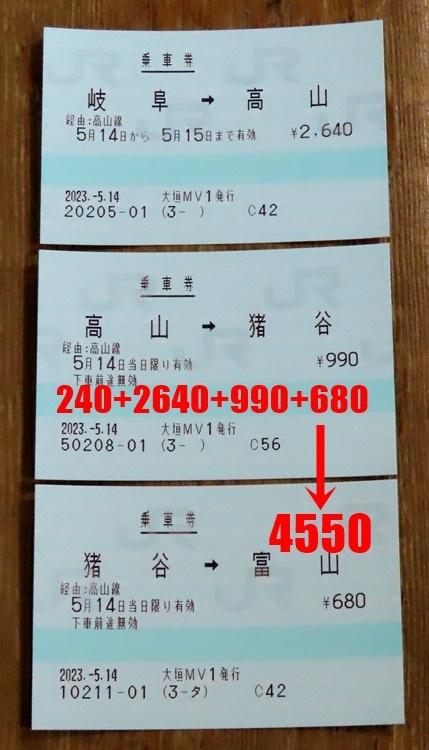 乗車券
岐阜→高山
経由:高山線
5月14日から 5月15日まで有効 ¥2,640
2023.-5.14 大垣MV1発行
20205-01 (3- ) C42
乗車券
高山→猪谷
経由:高山線
5月14日当日限り有効 ¥990
下車前途無効
240+2640+990+680
2023.-5.14 大垣MV1発行
50208-01 (3- ) C56
4550
乗車券
猪谷→富山
経由:高山線
5月14日当日限り有効 ¥680
下車前途無効
2023.-5.14 大垣MV1発行
10211-01 (3-タ) C42